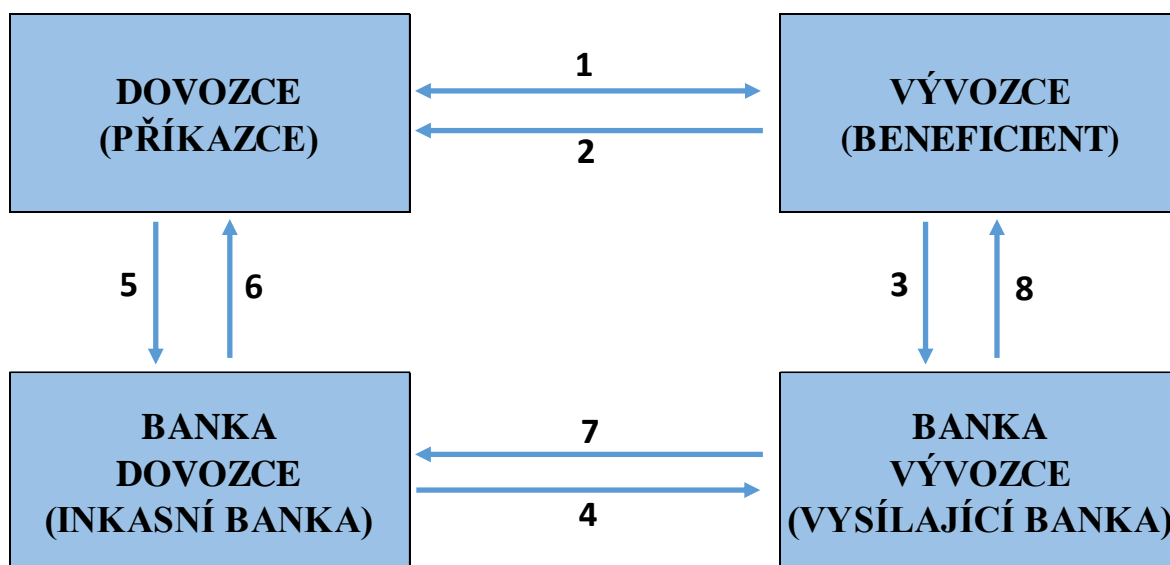 DOVOZCE
(PŘÍKAZCE)
1
2
VÝVOZCE
(BENEFICIENT)
5
6
3
8
BANKA
DOVOZCE
(INKASNÍ BANKA)
7
4
BANKA
VÝVOZCE
(VYSÍLAJÍCÍ BANKA)